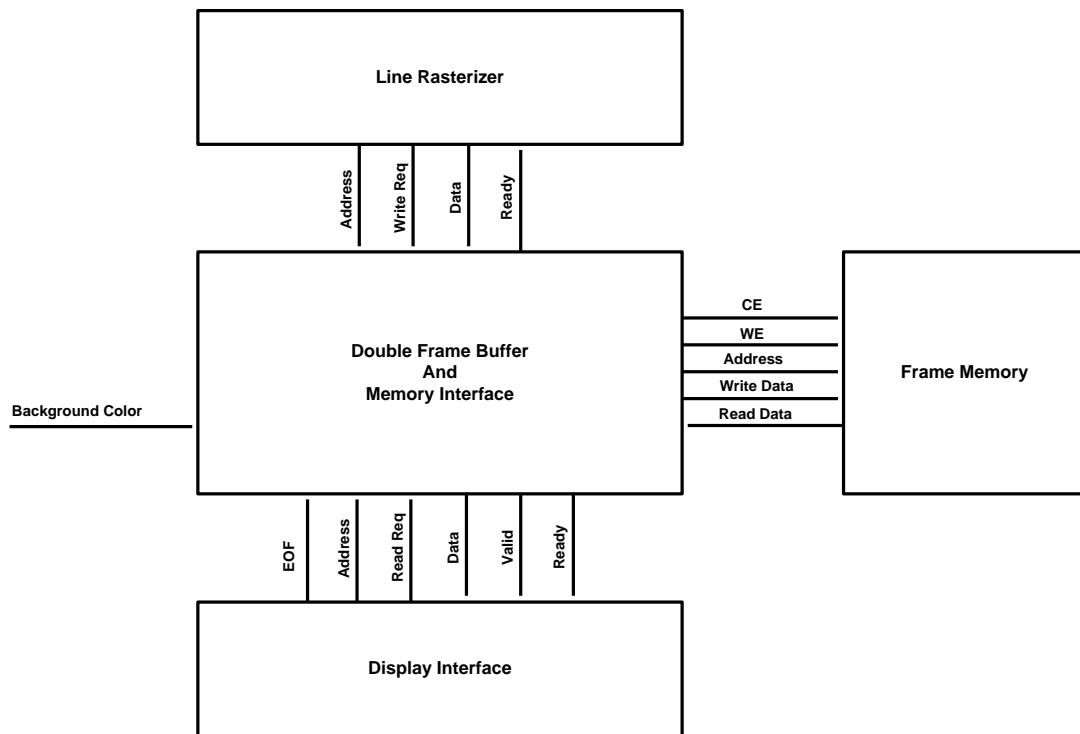 Line Rasterizer
Address
Write Req
Data
Ready
Double Frame Buffer
And
Memory Interface
CE
WE
Address
Write Data
Read Data
Frame Memory
Background Color
EOF
Address
Read Req
Data
Valid
Ready
Display Interface